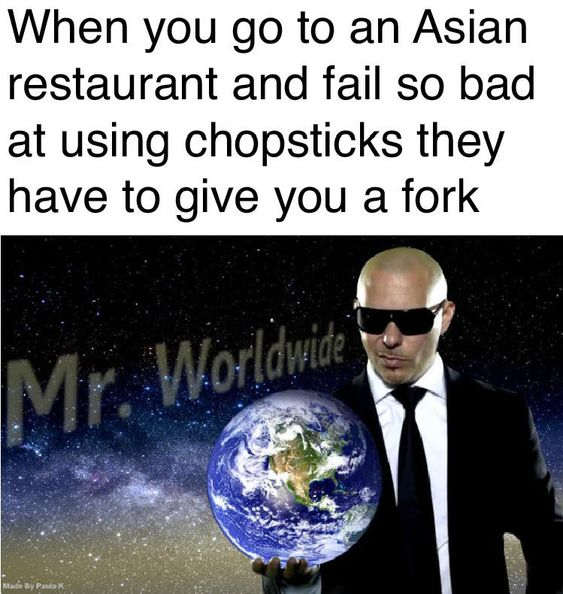 When you go to an Asian
restaurant and fail so bad
at using chopsticks they
have to give you a fork
Mr. Worldwide
Made By Paula K